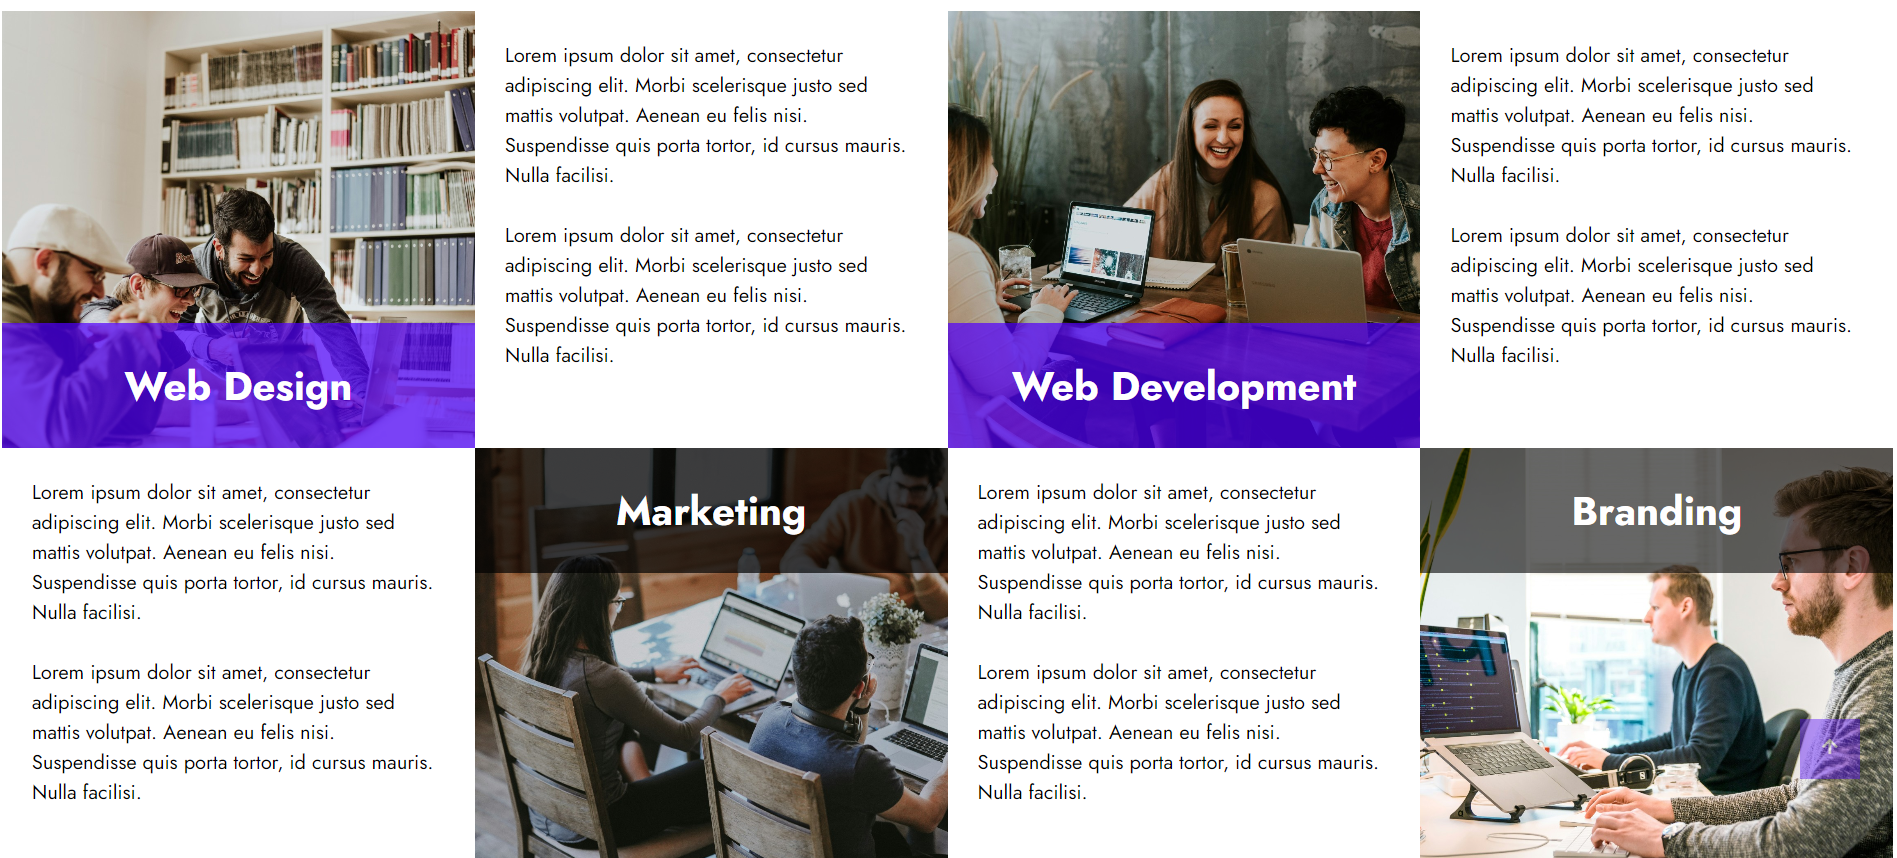 Lorem ipsum dolor sit amet, consectetur
adipiscing elit. Morbi scelerisque justo sed
mattis volutpat. Aenean eu felis nisi.
Suspendisse quis porta tortor, id cursus mauris.
Nulla facilisi.
Lorem ipsum dolor sit amet, consectetur
adipiscing elit. Morbi scelerisque justo sed
mattis volutpat. Aenean eu felis nisi.
Suspendisse quis porta tortor, id cursus mauris.
Nulla facilisi.
Web Design
Lorem ipsum dolor sit amet, consectetur
adipiscing elit. Morbi scelerisque justo sed
mattis volutpat. Aenean eu felis nisi.
Suspendisse quis porta tortor, id cursus mauris.
Nulla facilisi.
Lorem ipsum dolor sit amet, consectetur
adipiscing elit. Morbi scelerisque justo sed
mattis volutpat. Aenean eu felis nisi.
Suspendisse quis porta tortor, id cursus mauris.
Nulla facilisi.
Web Development
Lorem ipsum dolor sit amet, consectetur
adipiscing elit. Morbi scelerisque justo sed
mattis volutpat. Aenean eu felis nisi.
Suspendisse quis porta tortor, id cursus mauris.
Nulla facilisi.
Lorem ipsum dolor sit amet, consectetur
adipiscing elit. Morbi scelerisque justo sed
mattis volutpat. Aenean eu felis nisi.
Suspendisse quis porta tortor, id cursus mauris.
Nulla facilisi.
Marketing
Lorem ipsum dolor sit amet, consectetur
adipiscing elit. Morbi scelerisque justo sed
mattis volutpat. Aenean eu felis nisi.
Suspendisse quis porta tortor, id cursus mauris.
Nulla facilisi.
Lorem ipsum dolor sit amet, consectetur
adipiscing elit. Morbi scelerisque justo sed
mattis volutpat. Aenean eu felis nisi.
Suspendisse quis porta tortor, id cursus mauris.
Nulla facilisi.
Branding